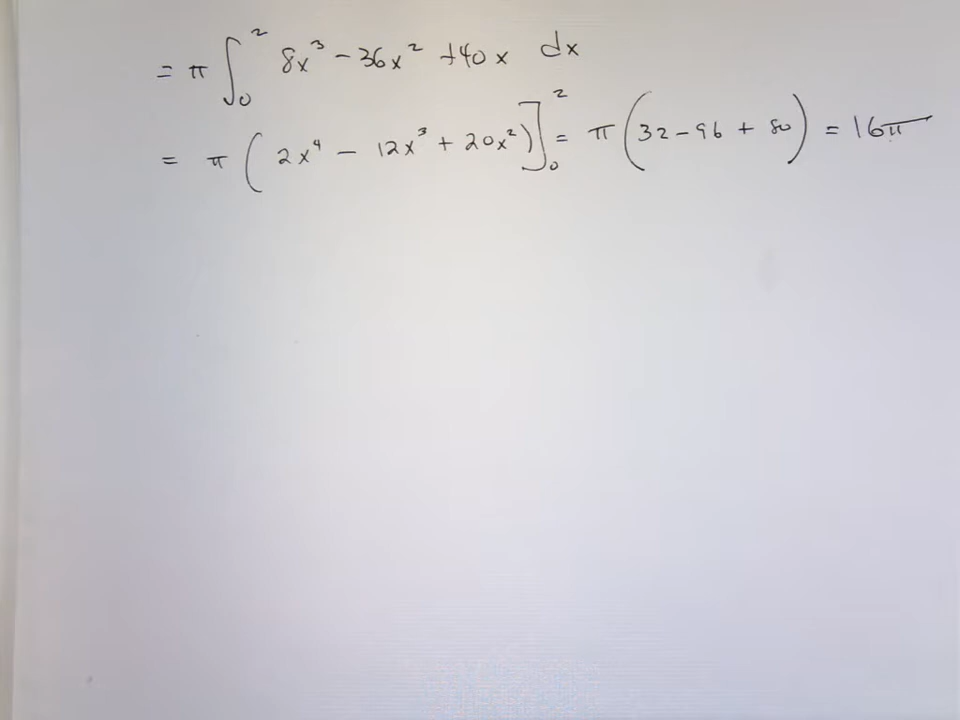 = π ∫₀² 8x³ - 36x² + 40x dx
= π ( 2x⁴ - 12x³ + 20x² ) ]₀² = π ( 32 - 96 + 80 ) = 16π